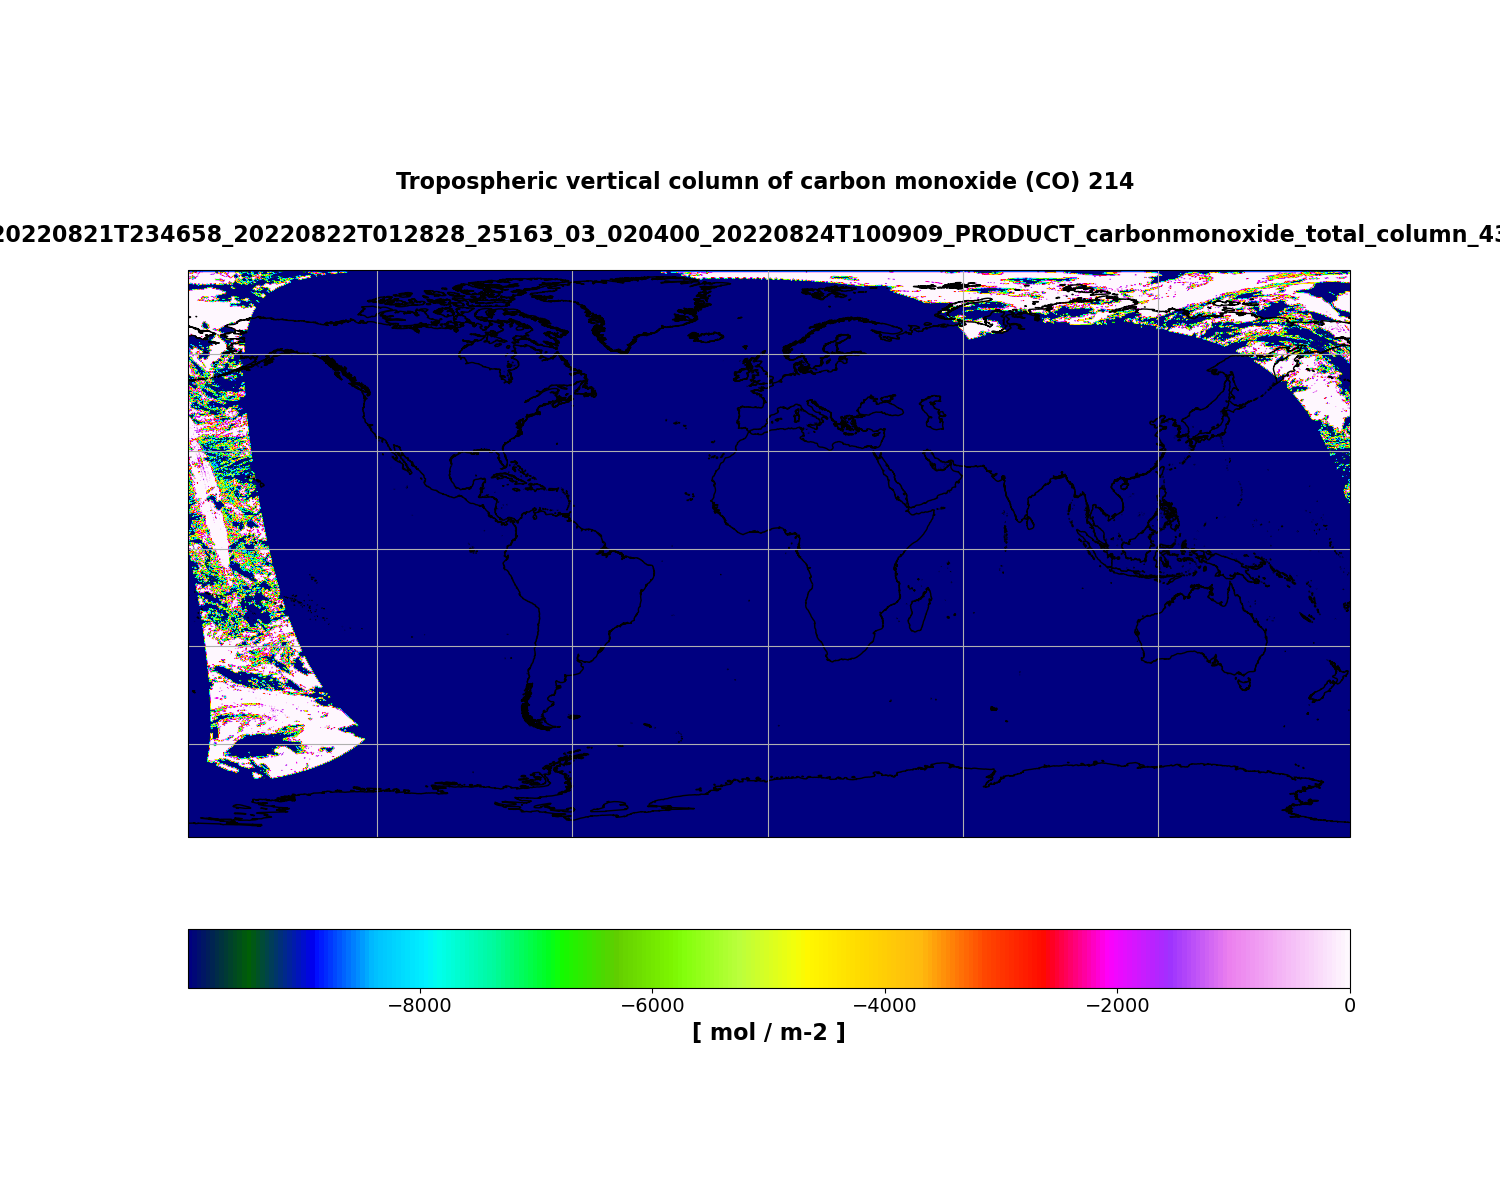 Tropospheric vertical column of carbon monoxide (CO) 214
20220821T234658_20220822T012828_25163_03_020400_20220824T100909_PRODUCT_carbonmonoxide_total_column_43
−8000 −6000 −4000 −2000 0
[ mol / m-2 ]